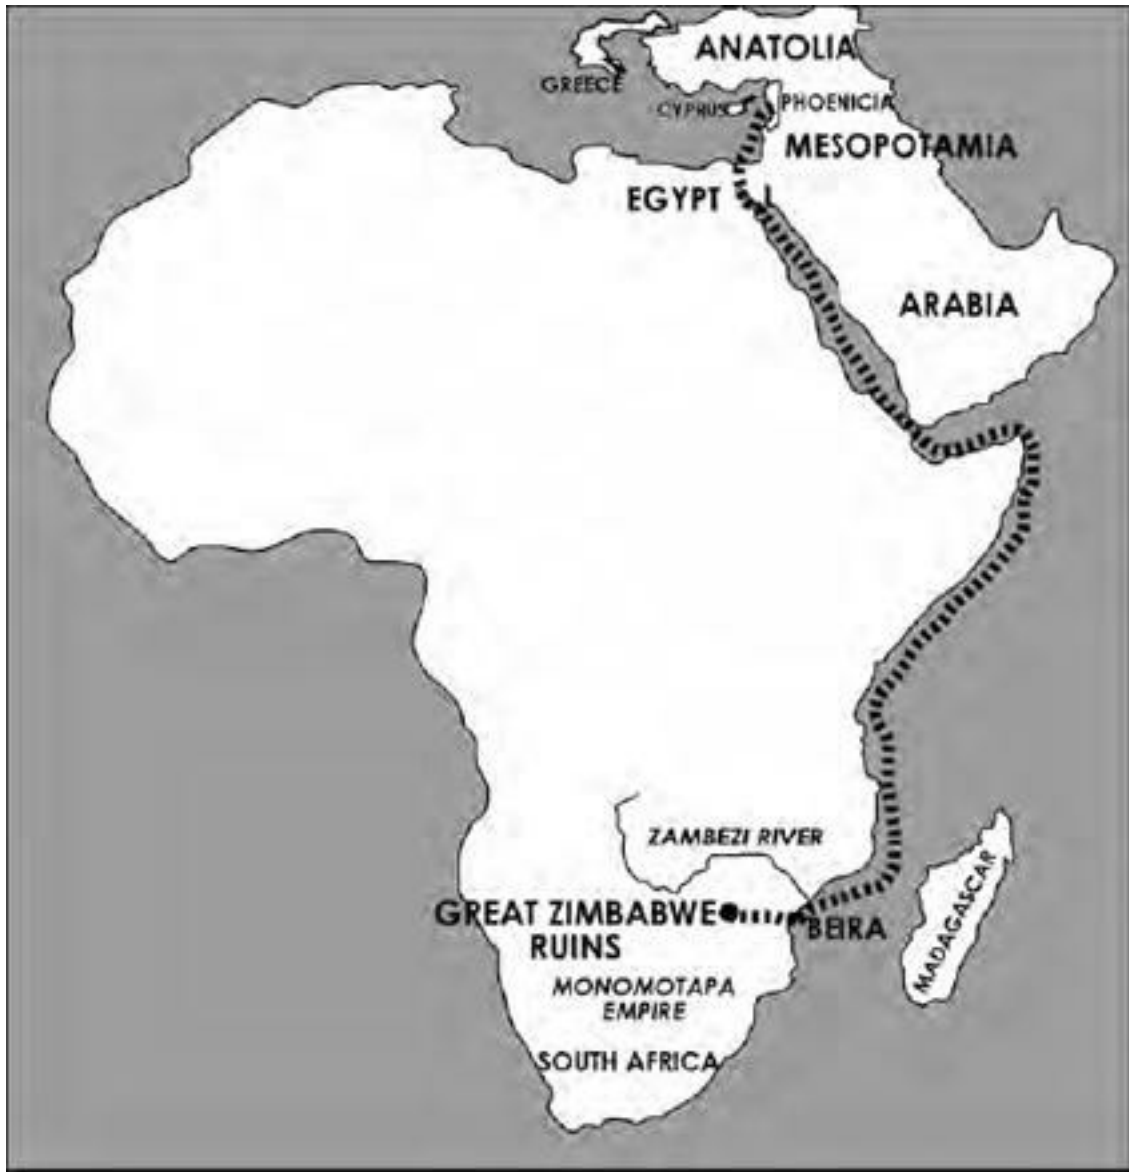 ANATOLIA
GREECE
CYPRUS
PHOENICIA
MESOPOTAMIA
EGYPT
ARABIA
ZAMBEZI RIVER
GREAT ZIMBABWE
RUINS
BEIRA
MADAGASCAR
MONOMOTAPA
EMPIRE
SOUTH AFRICA